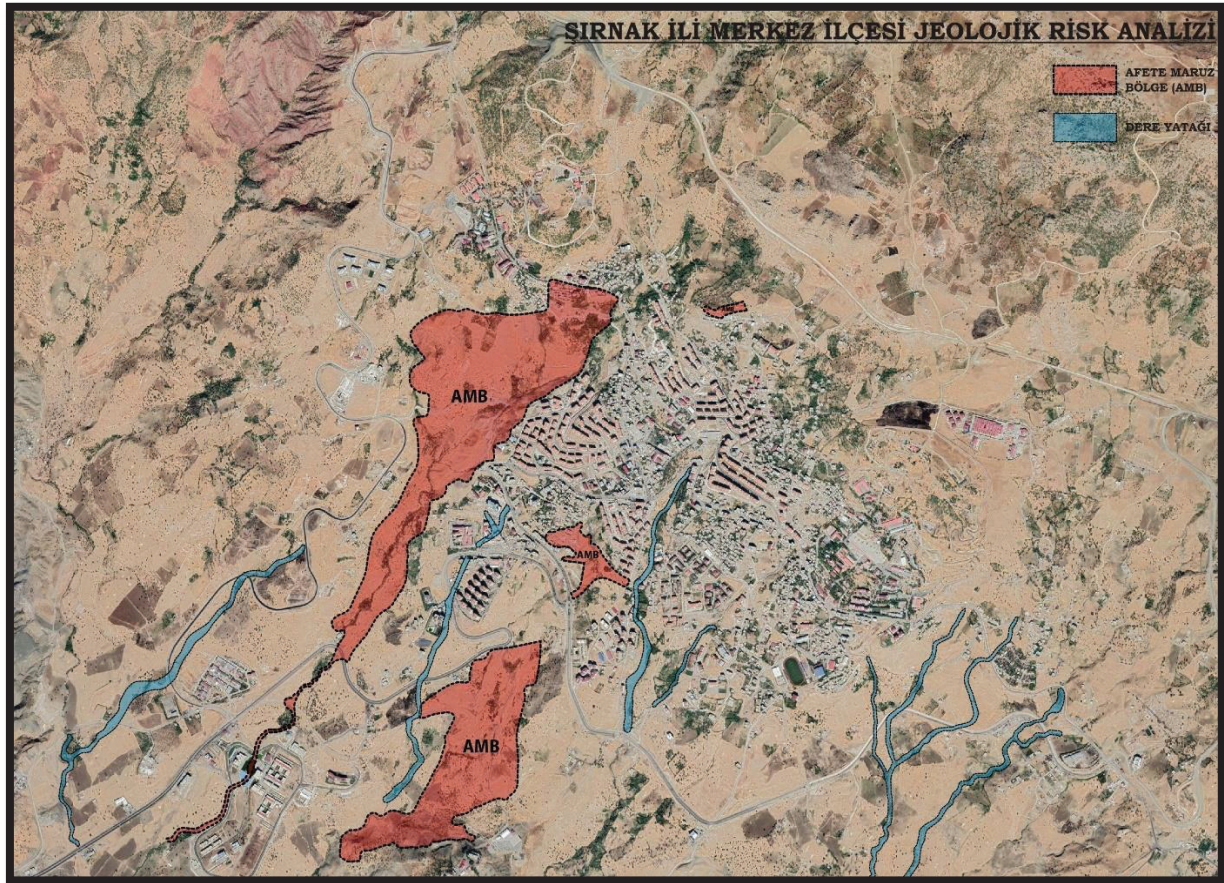 ŞIRNAK İLİ MERKEZ İLÇESİ JEOLOJİK RİSK ANALİZİ
AFETE MARUZ
BÖLGE (AMB)
DERE YATAĞI
AMB
AMB
AMB